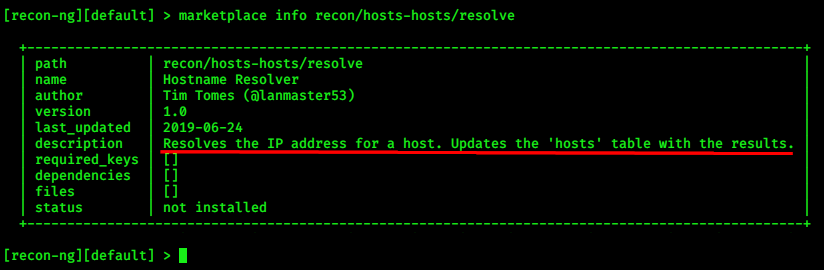 [recon-ng][default] > marketplace info recon/hosts-hosts/resolve
+---------------------------------------------------------------------------------------------+
| path | recon/hosts-hosts/resolve |
| name | Hostname Resolver |
| author | Tim Tomes (@lanmaster53) |
| version | 1.0 |
| last_updated | 2019-06-24 |
| description | Resolves the IP address for a host. Updates the 'hosts' table with the results. |
| required_keys | [] |
| dependencies | [] |
| files | [] |
| status | not installed |
+---------------------------------------------------------------------------------------------+
[recon-ng][default] >